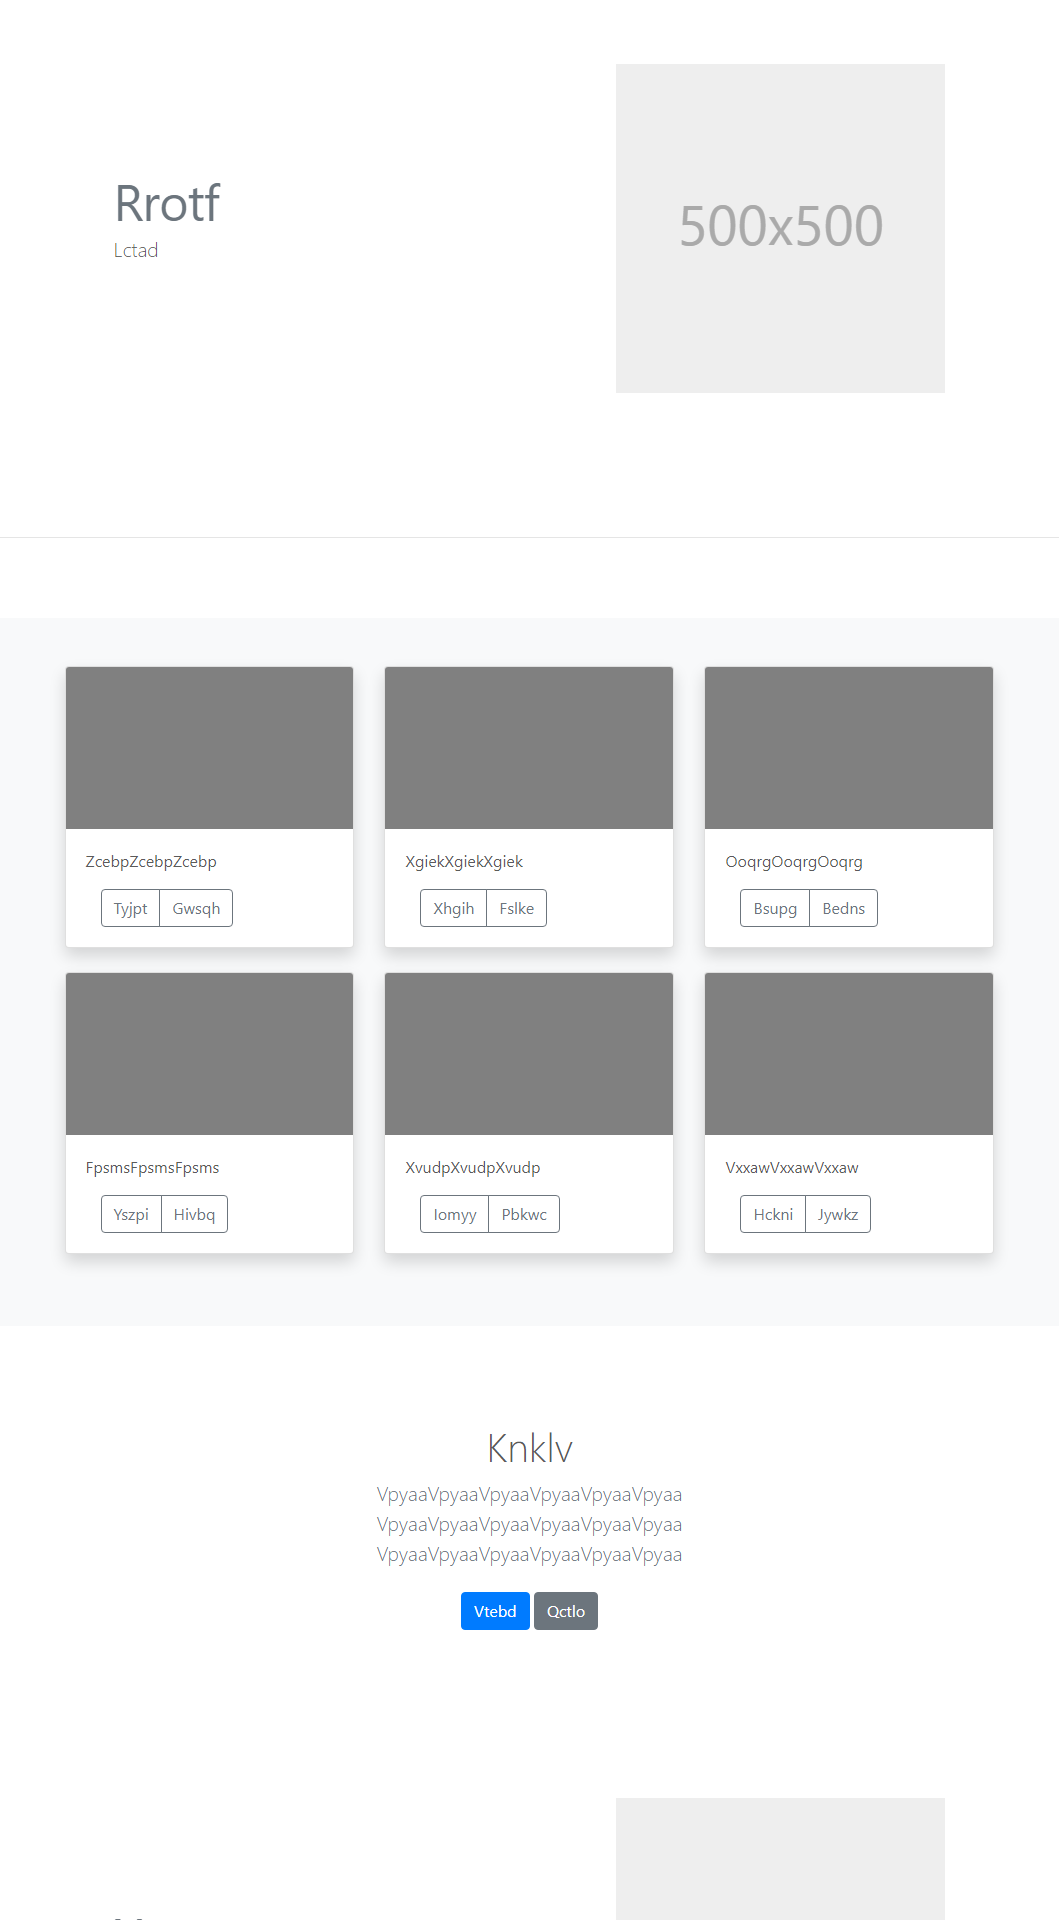 Rrotf
Lctad
500x500
ZcebpZcebpZcebp
Tyjpt Gwsqh
XgiekXgiekXgiek
Xhgih Fslke
OoqrgOoqrgOoqrg
Bsupg Bedns
FpsmsFpsmsFpsms
Yszpi Hivbq
XvudpXvudpXvudp
Iomyy Pbkwc
VxxawVxxawVxxaw
Hckni Jywkz
Knklv
VpyaaVpyaaVpyaaVpyaaVpyaaVpyaa
VpyaaVpyaaVpyaaVpyaaVpyaaVpyaa
VpyaaVpyaaVpyaaVpyaaVpyaaVpyaa
Vtebd Qctlo